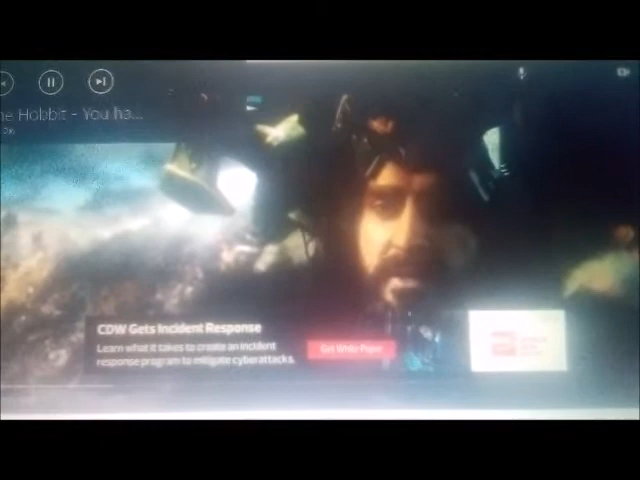 he Hobbit - You ha...
CDW Gets Incident Response
Learn what it takes to create an incident
response program to mitigate cyberattacks.
Get White Paper